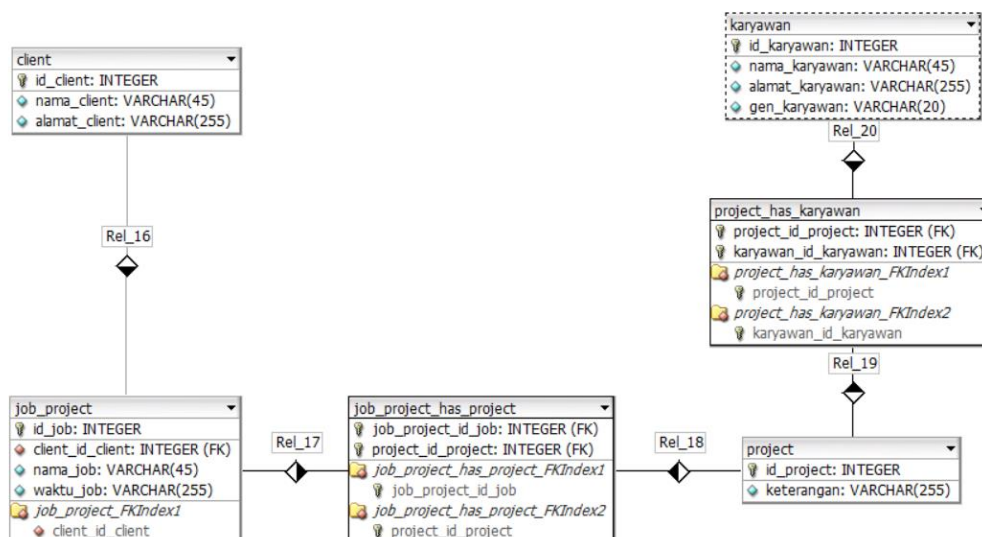 client
id_client: INTEGER
nama_client: VARCHAR(45)
alamat_client: VARCHAR(255)
Rel_16
karyawan
id_karyawan: INTEGER
nama_karyawan: VARCHAR(45)
alamat_karyawan: VARCHAR(255)
gen_karyawan: VARCHAR(20)
Rel_20
project_has_karyawan
project_id_project: INTEGER (FK)
karyawan_id_karyawan: INTEGER (FK)
project_has_karyawan_FKIndex1
project_id_project
project_has_karyawan_FKIndex2
karyawan_id_karyawan
Rel_19
job_project
id_job: INTEGER
client_id_client: INTEGER (FK)
nama_job: VARCHAR(45)
waktu_job: VARCHAR(255)
job_project_FKIndex1
client_id_client
Rel_17
job_project_has_project
job_project_id_job: INTEGER (FK)
project_id_project: INTEGER (FK)
job_project_has_project_FKIndex1
job_project_id_job
job_project_has_project_FKIndex2
project_id_project
Rel_18
project
id_project: INTEGER
keterangan: VARCHAR(255)